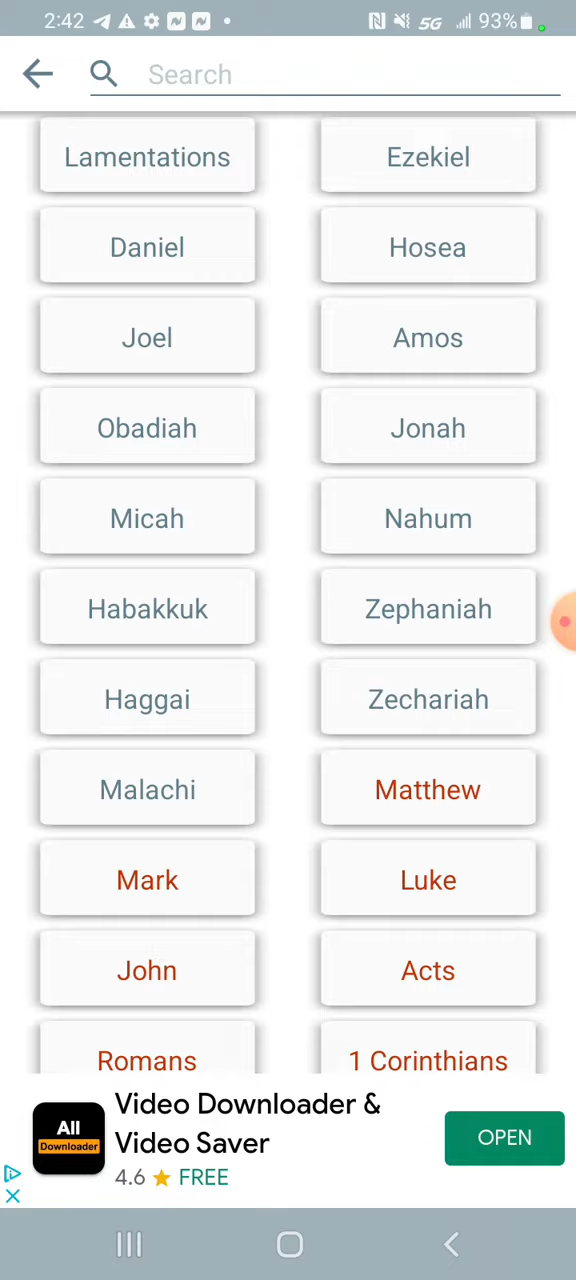 2:42 5G 93%
Search
Lamentations Ezekiel
Daniel Hosea
Joel Amos
Obadiah Jonah
Micah Nahum
Habakkuk Zephaniah
Haggai Zechariah
Malachi Matthew
Mark Luke
John Acts
Romans 1 Corinthians
All
Downloader
Video Downloader &
Video Saver
4.6 ★ FREE
OPEN